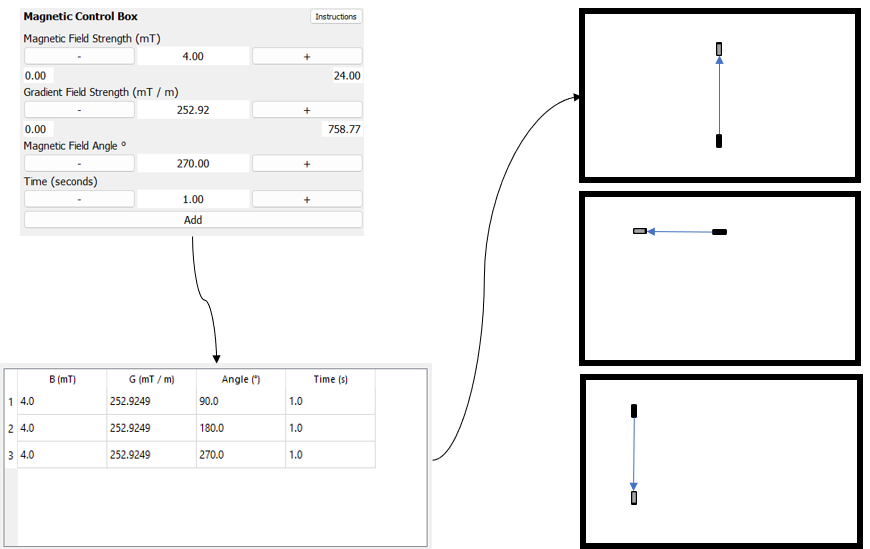 Magnetic Control Box Instructions
Magnetic Field Strength (mT)
- 4.00 +
0.00 24.00
Gradient Field Strength (mT / m)
- 252.92 +
0.00 758.77
Magnetic Field Angle °
- 270.00 +
Time (seconds)
- 1.00 +
Add
B (mT) G (mT / m) Angle (°) Time (s)
1 4.0 252.9249 90.0 1.0
2 4.0 252.9249 180.0 1.0
3 4.0 252.9249 270.0 1.0